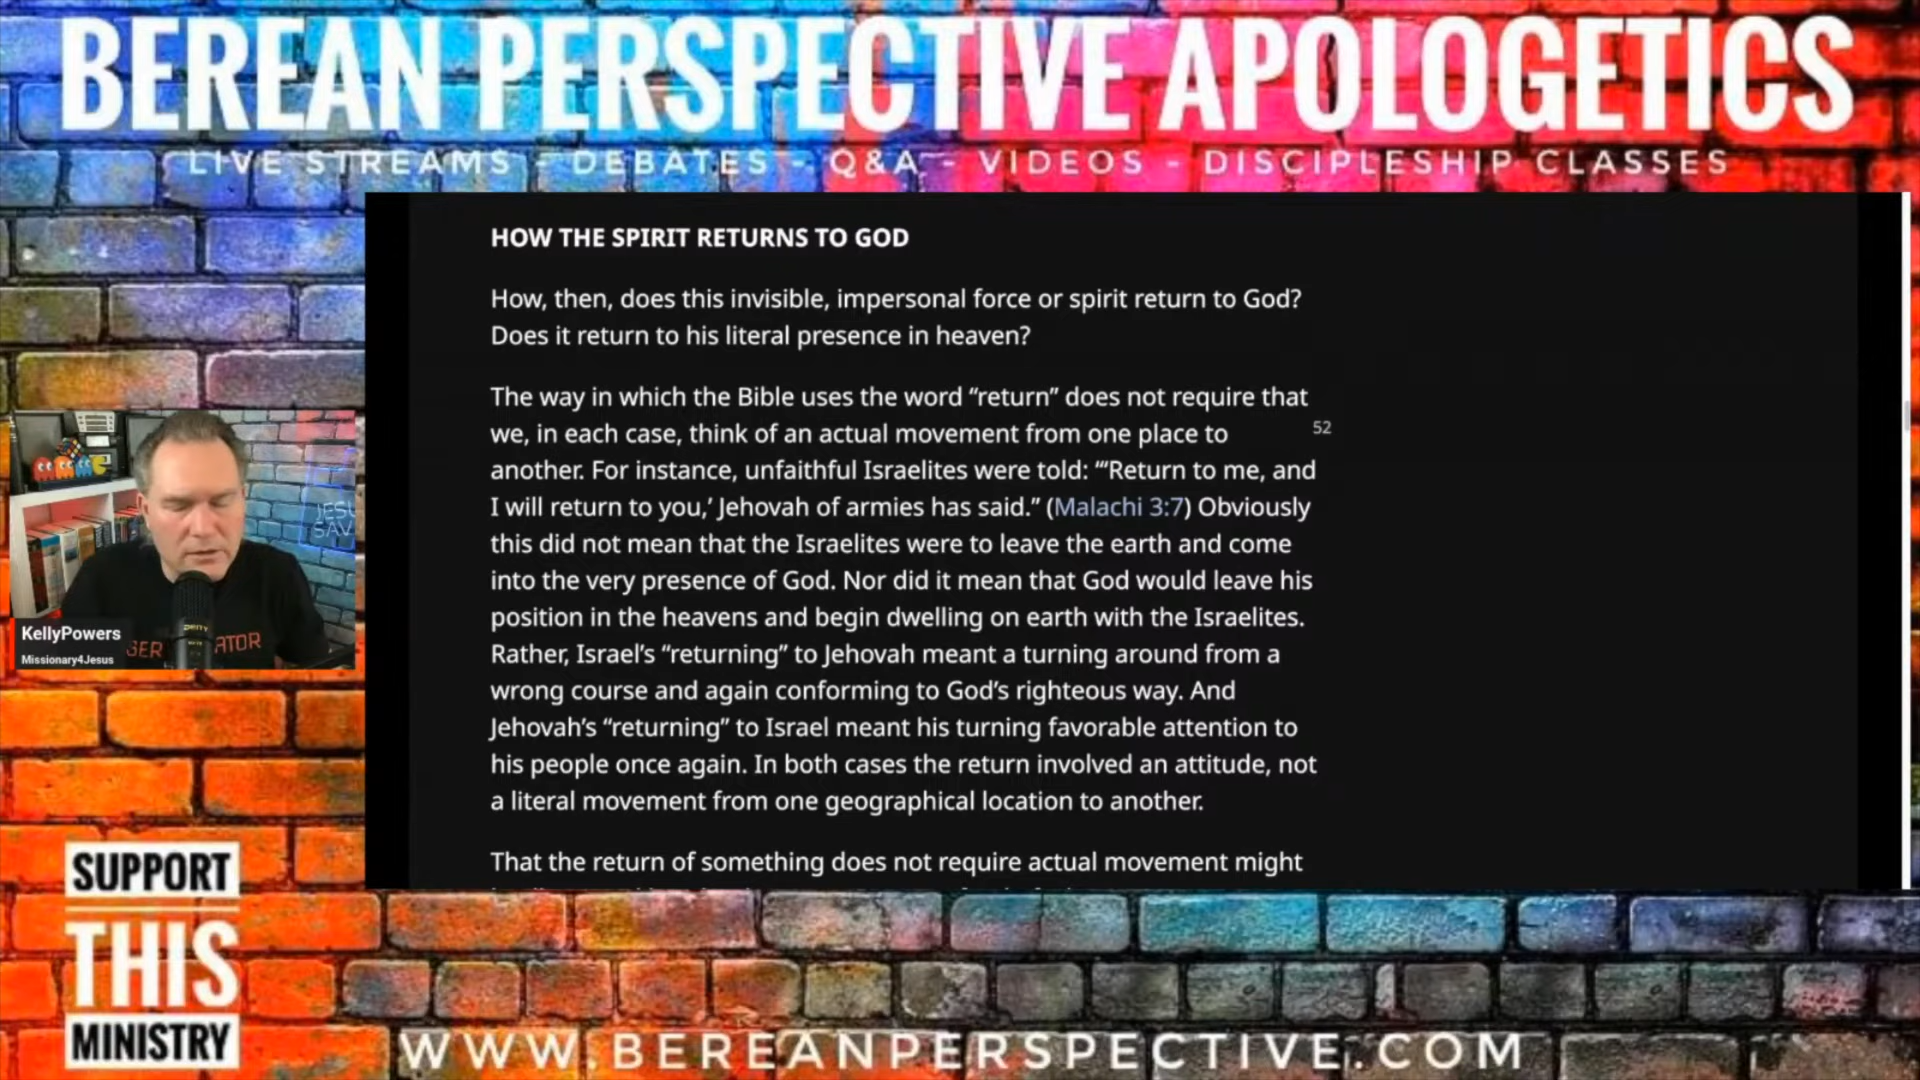 BEREAN PERSPECTIVE APOLOGETICS
LIVE STREAMS - DEBATES - Q&A - VIDEOS - DISCIPLESHIP CLASSES
HOW THE SPIRIT RETURNS TO GOD
How, then, does this invisible, impersonal force or spirit return to God?
Does it return to his literal presence in heaven?
The way in which the Bible uses the word “return” does not require that
we, in each case, think of an actual movement from one place to
52
another. For instance, unfaithful Israelites were told: “‘Return to me, and
I will return to you,’ Jehovah of armies has said.” (Malachi 3:7) Obviously
this did not mean that the Israelites were to leave the earth and come
into the very presence of God. Nor did it mean that God would leave his
position in the heavens and begin dwelling on earth with the Israelites.
Rather, Israel’s “returning” to Jehovah meant a turning around from a
wrong course and again conforming to God’s righteous way. And
Jehovah’s “returning” to Israel meant his turning favorable attention to
his people once again. In both cases the return involved an attitude, not
a literal movement from one geographical location to another.
That the return of something does not require actual movement might
JESU
SAV
KellyPowers
Missionary4Jesus
GER ATOR
SUPPORT
THIS
MINISTRY
WWW.BEREANPERSPECTIVE.COM